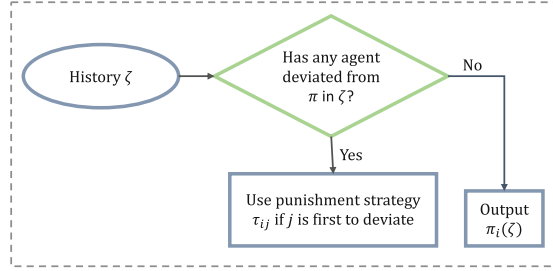 History ζ
Has any agent
deviated from
π in ζ?
No
Yes
Use punishment strategy
τᵢⱼ if j is first to deviate
Output
πᵢ(ζ)